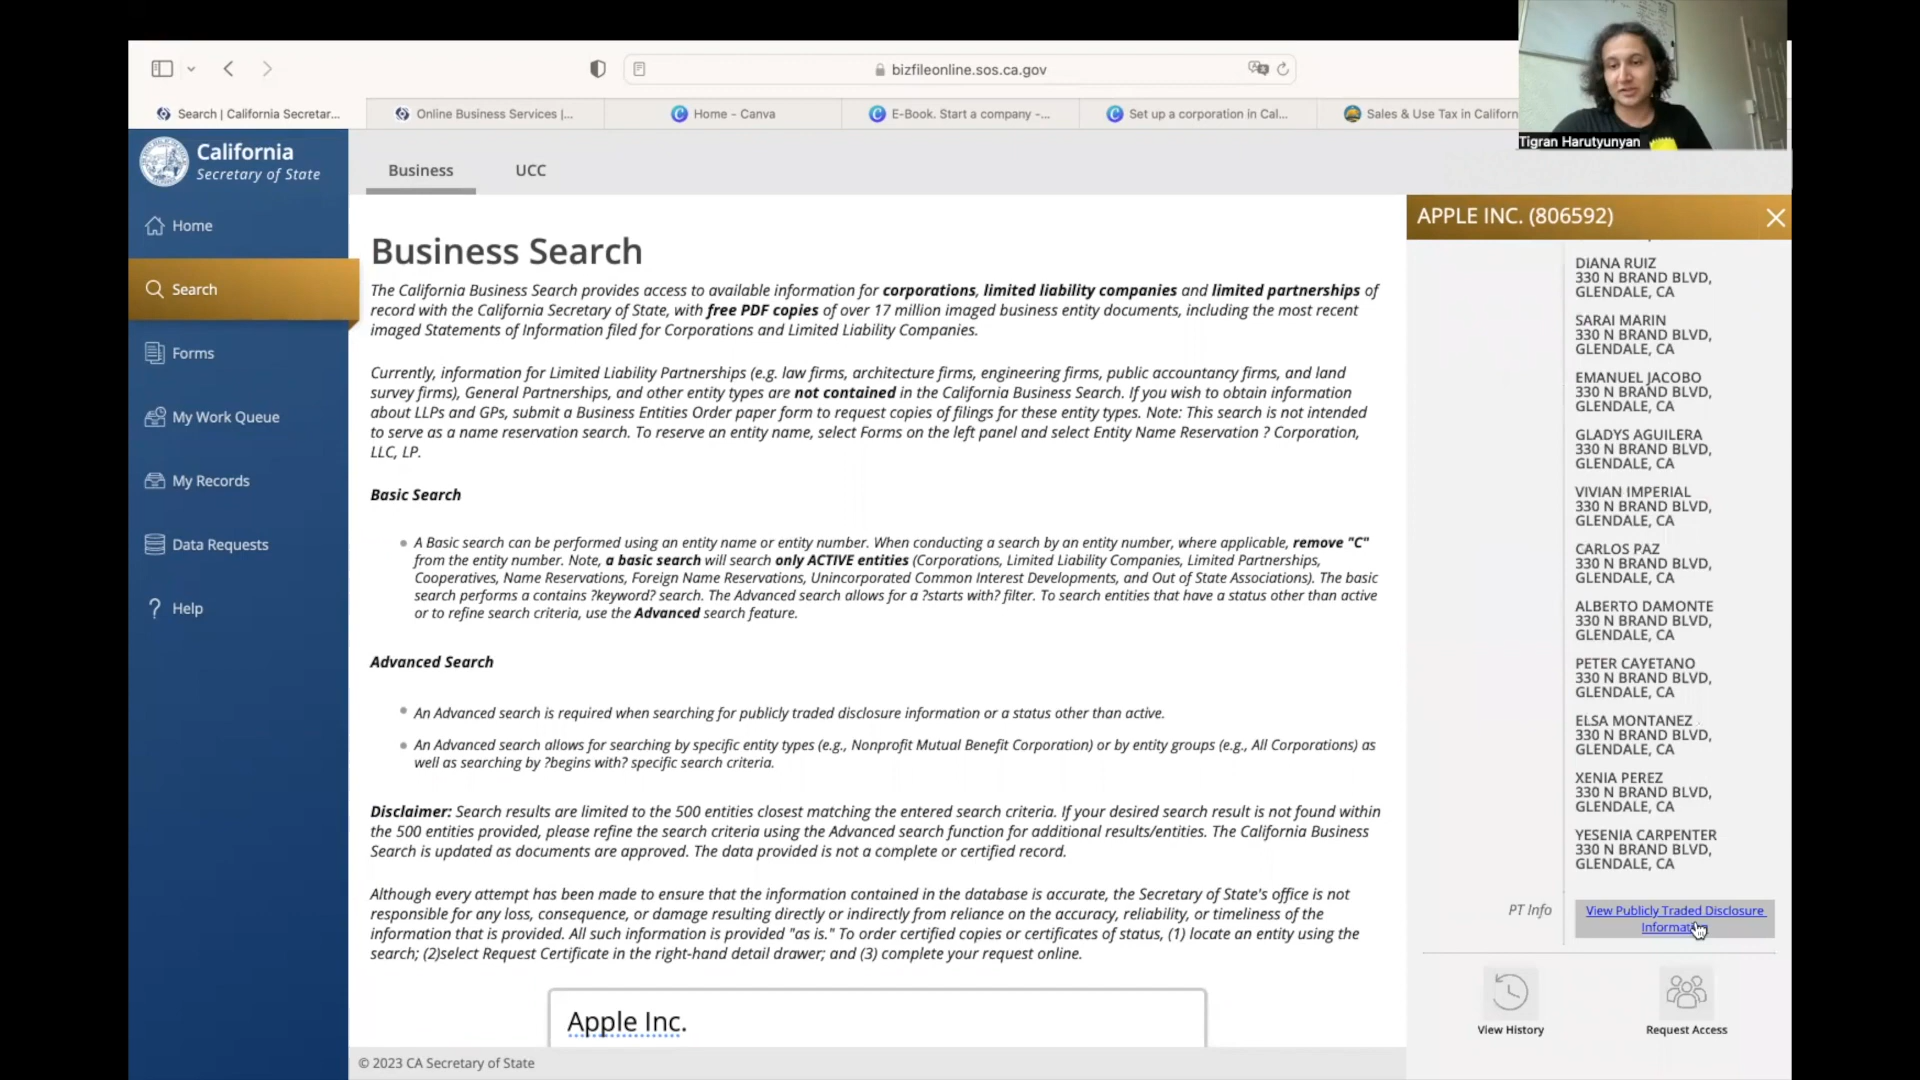 bizfileonline.sos.ca.gov
Search | California Secretar...
Online Business Services |...
Home - Canva
E-Book. Start a company -...
Set up a corporation in Cal...
Sales & Use Tax in Californ
Tigran Harutyunyan
California
Secretary of State
Home
Search
Forms
My Work Queue
My Records
Data Requests
Help
Business
UCC
Business Search
The California Business Search provides access to available information for corporations, limited liability companies and limited partnerships of
record with the California Secretary of State, with free PDF copies of over 17 million imaged business entity documents, including the most recent
imaged Statements of Information filed for Corporations and Limited Liability Companies.
Currently, information for Limited Liability Partnerships (e.g. law firms, architecture firms, engineering firms, public accountancy firms, and land
survey firms), General Partnerships, and other entity types are not contained in the California Business Search. If you wish to obtain information
about LLPs and GPs, submit a Business Entities Order paper form to request copies of filings for these entity types. Note: This search is not intended
to serve as a name reservation search. To reserve an entity name, select Forms on the left panel and select Entity Name Reservation ? Corporation,
LLC, LP.
Basic Search
A Basic search can be performed using an entity name or entity number. When conducting a search by an entity number, where applicable, remove "C"
from the entity number. Note, a basic search will search only ACTIVE entities (Corporations, Limited Liability Companies, Limited Partnerships,
Cooperatives, Name Reservations, Foreign Name Reservations, Unincorporated Common Interest Developments, and Out of State Associations). The basic
search performs a contains ?keyword? search. The Advanced search allows for a ?starts with? filter. To search entities that have a status other than active
or to refine search criteria, use the Advanced search feature.
Advanced Search
An Advanced search is required when searching for publicly traded disclosure information or a status other than active.
An Advanced search allows for searching by specific entity types (e.g., Nonprofit Mutual Benefit Corporation) or by entity groups (e.g., All Corporations) as
well as searching by ?begins with? specific search criteria.
Disclaimer: Search results are limited to the 500 entities closest matching the entered search criteria. If your desired search result is not found within
the 500 entities provided, please refine the search criteria using the Advanced search function for additional results/entities. The California Business
Search is updated as documents are approved. The data provided is not a complete or certified record.
Although every attempt has been made to ensure that the information contained in the database is accurate, the Secretary of State's office is not
responsible for any loss, consequence, or damage resulting directly or indirectly from reliance on the accuracy, reliability, or timeliness of the
information that is provided. All such information is provided "as is." To order certified copies or certificates of status, (1) locate an entity using the
search; (2)select Request Certificate in the right-hand detail drawer; and (3) complete your request online.
Apple Inc.
© 2023 CA Secretary of State
APPLE INC. (806592)
DIANA RUIZ
330 N BRAND BLVD,
GLENDALE, CA
SARAI MARIN
330 N BRAND BLVD,
GLENDALE, CA
EMANUEL JACOBO
330 N BRAND BLVD,
GLENDALE, CA
GLADYS AGUILERA
330 N BRAND BLVD,
GLENDALE, CA
VIVIAN IMPERIAL
330 N BRAND BLVD,
GLENDALE, CA
CARLOS PAZ
330 N BRAND BLVD,
GLENDALE, CA
ALBERTO DAMONTE
330 N BRAND BLVD,
GLENDALE, CA
PETER CAYETANO
330 N BRAND BLVD,
GLENDALE, CA
ELSA MONTANEZ
330 N BRAND BLVD,
GLENDALE, CA
XENIA PEREZ
330 N BRAND BLVD,
GLENDALE, CA
YESENIA CARPENTER
330 N BRAND BLVD,
GLENDALE, CA
PT Info
View Publicly Traded Disclosure
View History
Request Access